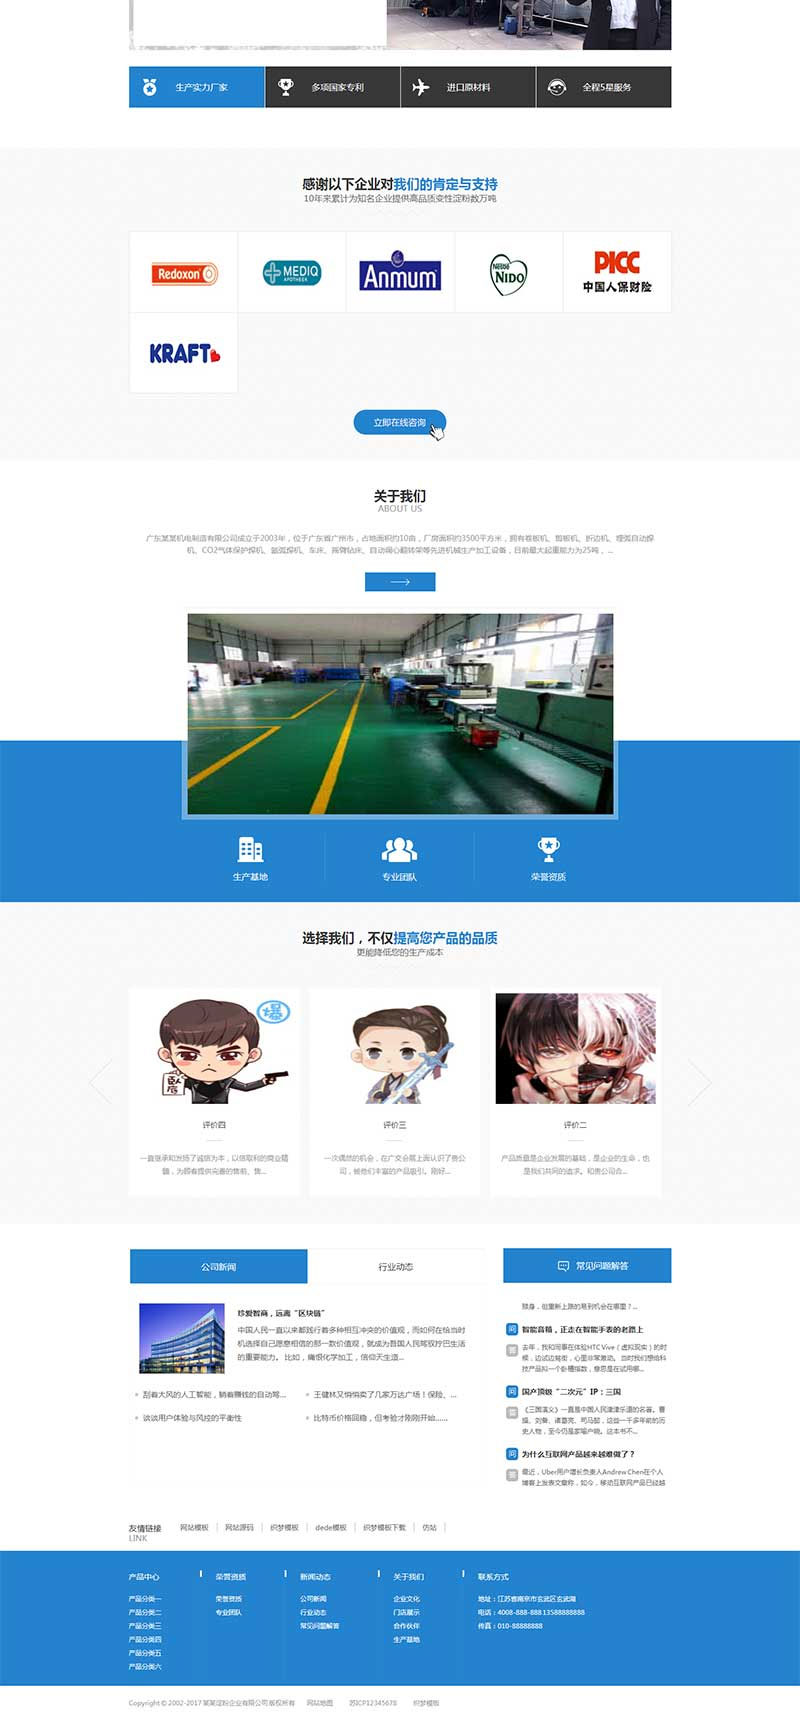 生产实力厂家
多项国家专利
进口原材料
全程5星服务
感谢以下企业对我们的肯定与支持
10年来累计为知名企业提供高品质变性淀粉数万吨
Redoxon
MEDIQ
APOTHEEK
Anmum
Nestlé
NIDO
PICC
中国人保财险
KRAFT
立即在线咨询
关于我们
ABOUT US
广东某某机电制造有限公司成立于2003年，位于广东省广州市，占地面积约10亩，厂房面积约3500平方米，拥有卷板机、剪板机、折边机、埋弧自动焊
机、CO2气体保护焊机、氩弧焊机、车床、摇臂钻床、自动调心翻转架等先进机械生产加工设备，目前最大起重能力为25吨，...
生产基地
专业团队
荣誉资质
选择我们，不仅提高您产品的品质
更能降低您的生产成本
爆
卧底
评价四
一直继承和发扬了诚信为本，以信取利的商业精
髓，为顾客提供完善的售前、售...
评价三
一次偶然的机会，在广交会展上面认识了贵公
司，被他们丰富的产品吸引。刚好...
评价二
产品质量是企业发展的基础，是企业的生命，也
是我们共同的追求。和贵公司合...
公司新闻
行业动态
珍爱智商，远离“区块链”
中国人民一直以来都践行着多种相互冲突的价值观，而如何在恰当时
机选择自己愿意相信的那一款价值观，就成为吾国人民驾驭拧巴生活
的重要能力。 比如，痛恨化学加工，信仰天生造...
刮着大风的人工智能，躺着赚钱的自动驾...
王健林又悄悄卖了几家万达广场！保险、...
谈谈用户体验与风控的平衡性
比特币价格回稳，但考验才刚刚开始......
常见问题解答
独身，但重新上路的易到机会在哪里？...
问 智能音箱，正走在智能手表的老路上
答 去年，我和同事在体验HTC Vive（虚拟现实）的时
候，边试边晃街，心里非常激动。当时我们想给科
技产品拟一个卧槽指数，意思是在试用哪...
问 国产顶级“二次元”IP：三国
答 《三国演义》一直是中国人民津津乐道的名著。曹
操、刘备、诸葛亮、司马懿，这些一千多年前的历
史人物，至今仍是家喻户晓。这本书不...
问 为什么互联网产品越来越难做了？
答 最近，Uber用户增长负责人Andrew Chen在个人
博客上发表文章称，如今，移动互联网产品已经越
友情链接
LINK
网站模板
网站源码
织梦模板
dede模板
织梦模板下载
仿站
产品中心
产品分类一
产品分类二
产品分类三
产品分类四
产品分类五
产品分类六
荣誉资质
荣誉资质
专业团队
新闻动态
公司新闻
行业动态
常见问题解答
关于我们
企业文化
门店展示
合作伙伴
生产基地
联系方式
地址：江苏省南京市玄武区玄武湖
电话：4008-888-888 13588888888
传真：010-88888888
Copyright © 2002-2017 某某淀粉企业有限公司 版权所有 网站地图 苏ICP12345678 织梦模板